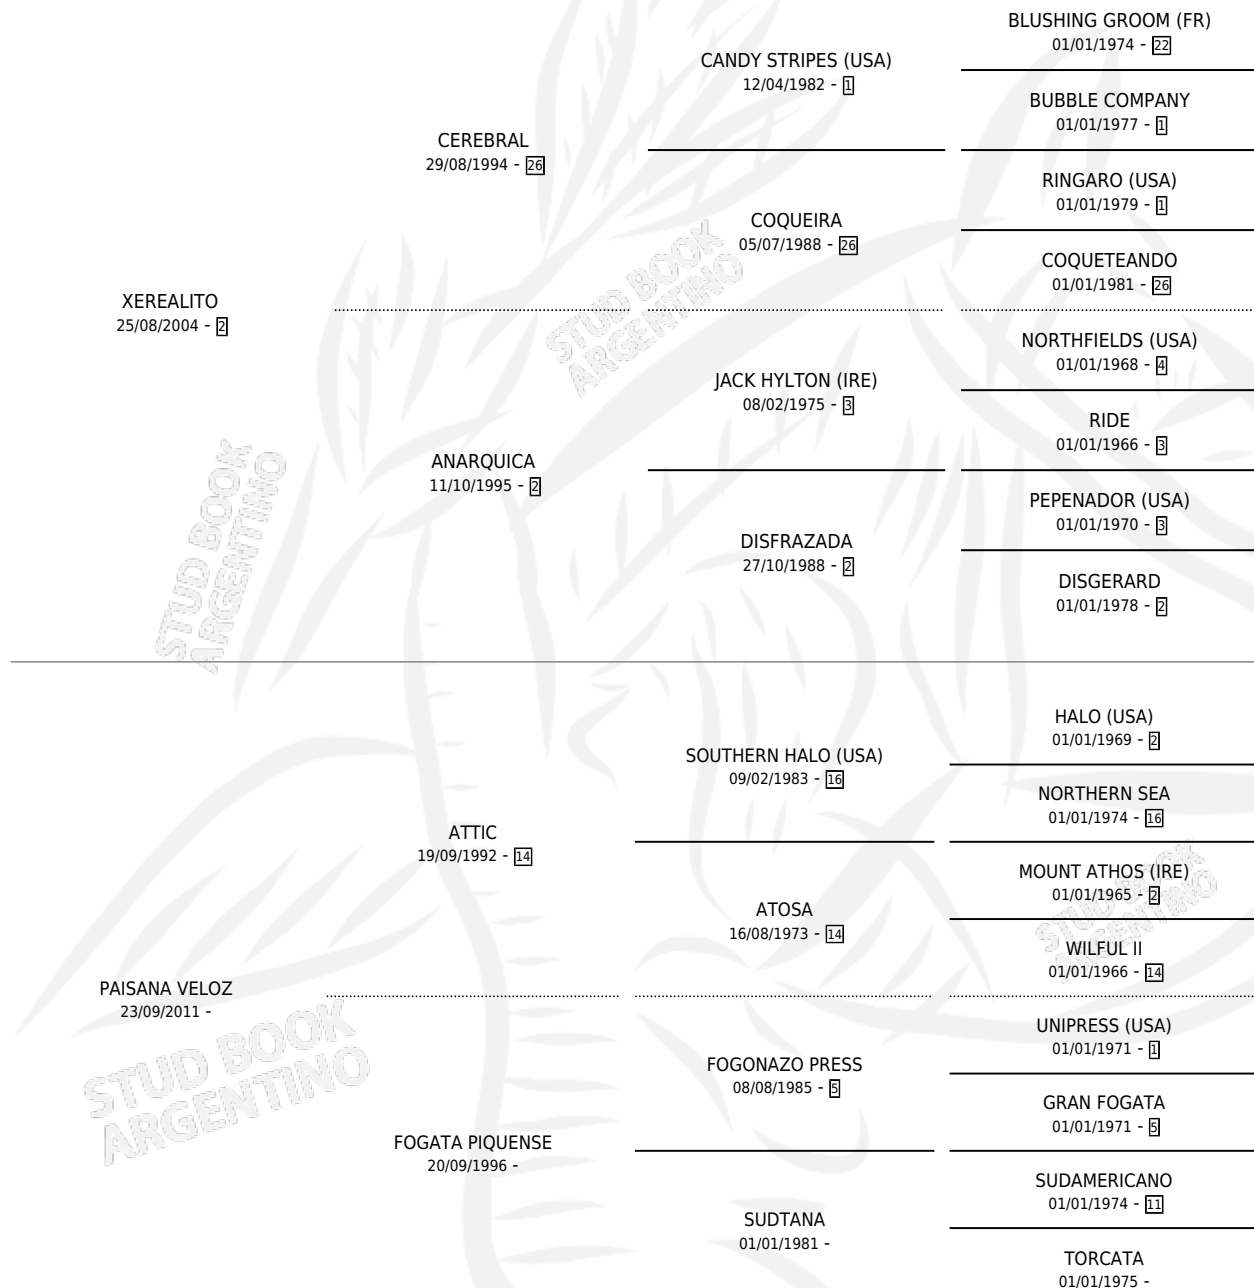 BLUSHING GROOM (FR)
01/01/1974 - 22
CANDY STRIPES (USA)
12/04/1982 - 1
BUBBLE COMPANY
01/01/1977 - 1
CEREBRAL
29/08/1994 - 26
RINGARO (USA)
01/01/1979 - 1
COQUEIRA
05/07/1988 - 26
COQUETEANDO
01/01/1981 - 26
XEREALITO
25/08/2004 - 2
NORTHFIELDS (USA)
01/01/1968 - 4
JACK HYLTON (IRE)
08/02/1975 - 3
RIDE
01/01/1966 - 3
ANARQUICA
11/10/1995 - 2
PEPENADOR (USA)
01/01/1970 - 3
DISFRAZADA
27/10/1988 - 2
DISGERARD
01/01/1978 - 2
HALO (USA)
01/01/1969 - 2
SOUTHERN HALO (USA)
09/02/1983 - 16
NORTHERN SEA
01/01/1974 - 16
ATTIC
19/09/1992 - 14
MOUNT ATHOS (IRE)
01/01/1965 - 2
ATOSA
16/08/1973 - 14
WILFUL II
01/01/1966 - 14
PAISANA VELOZ
23/09/2011 -
UNIPRESS (USA)
01/01/1971 - 1
FOGONAZO PRESS
08/08/1985 - 5
GRAN FOGATA
01/01/1971 - 5
FOGATA PIQUENSE
20/09/1996 -
SUDAMERICANO
01/01/1974 - 11
SUDTANA
01/01/1981 -
TORCATA
01/01/1975 -
STUD BOOK
ARGENTINO
STUD BOOK
ARGENTINO
STUD BOOK
ARGENTINO
STUD BOOK
ARGENTINO